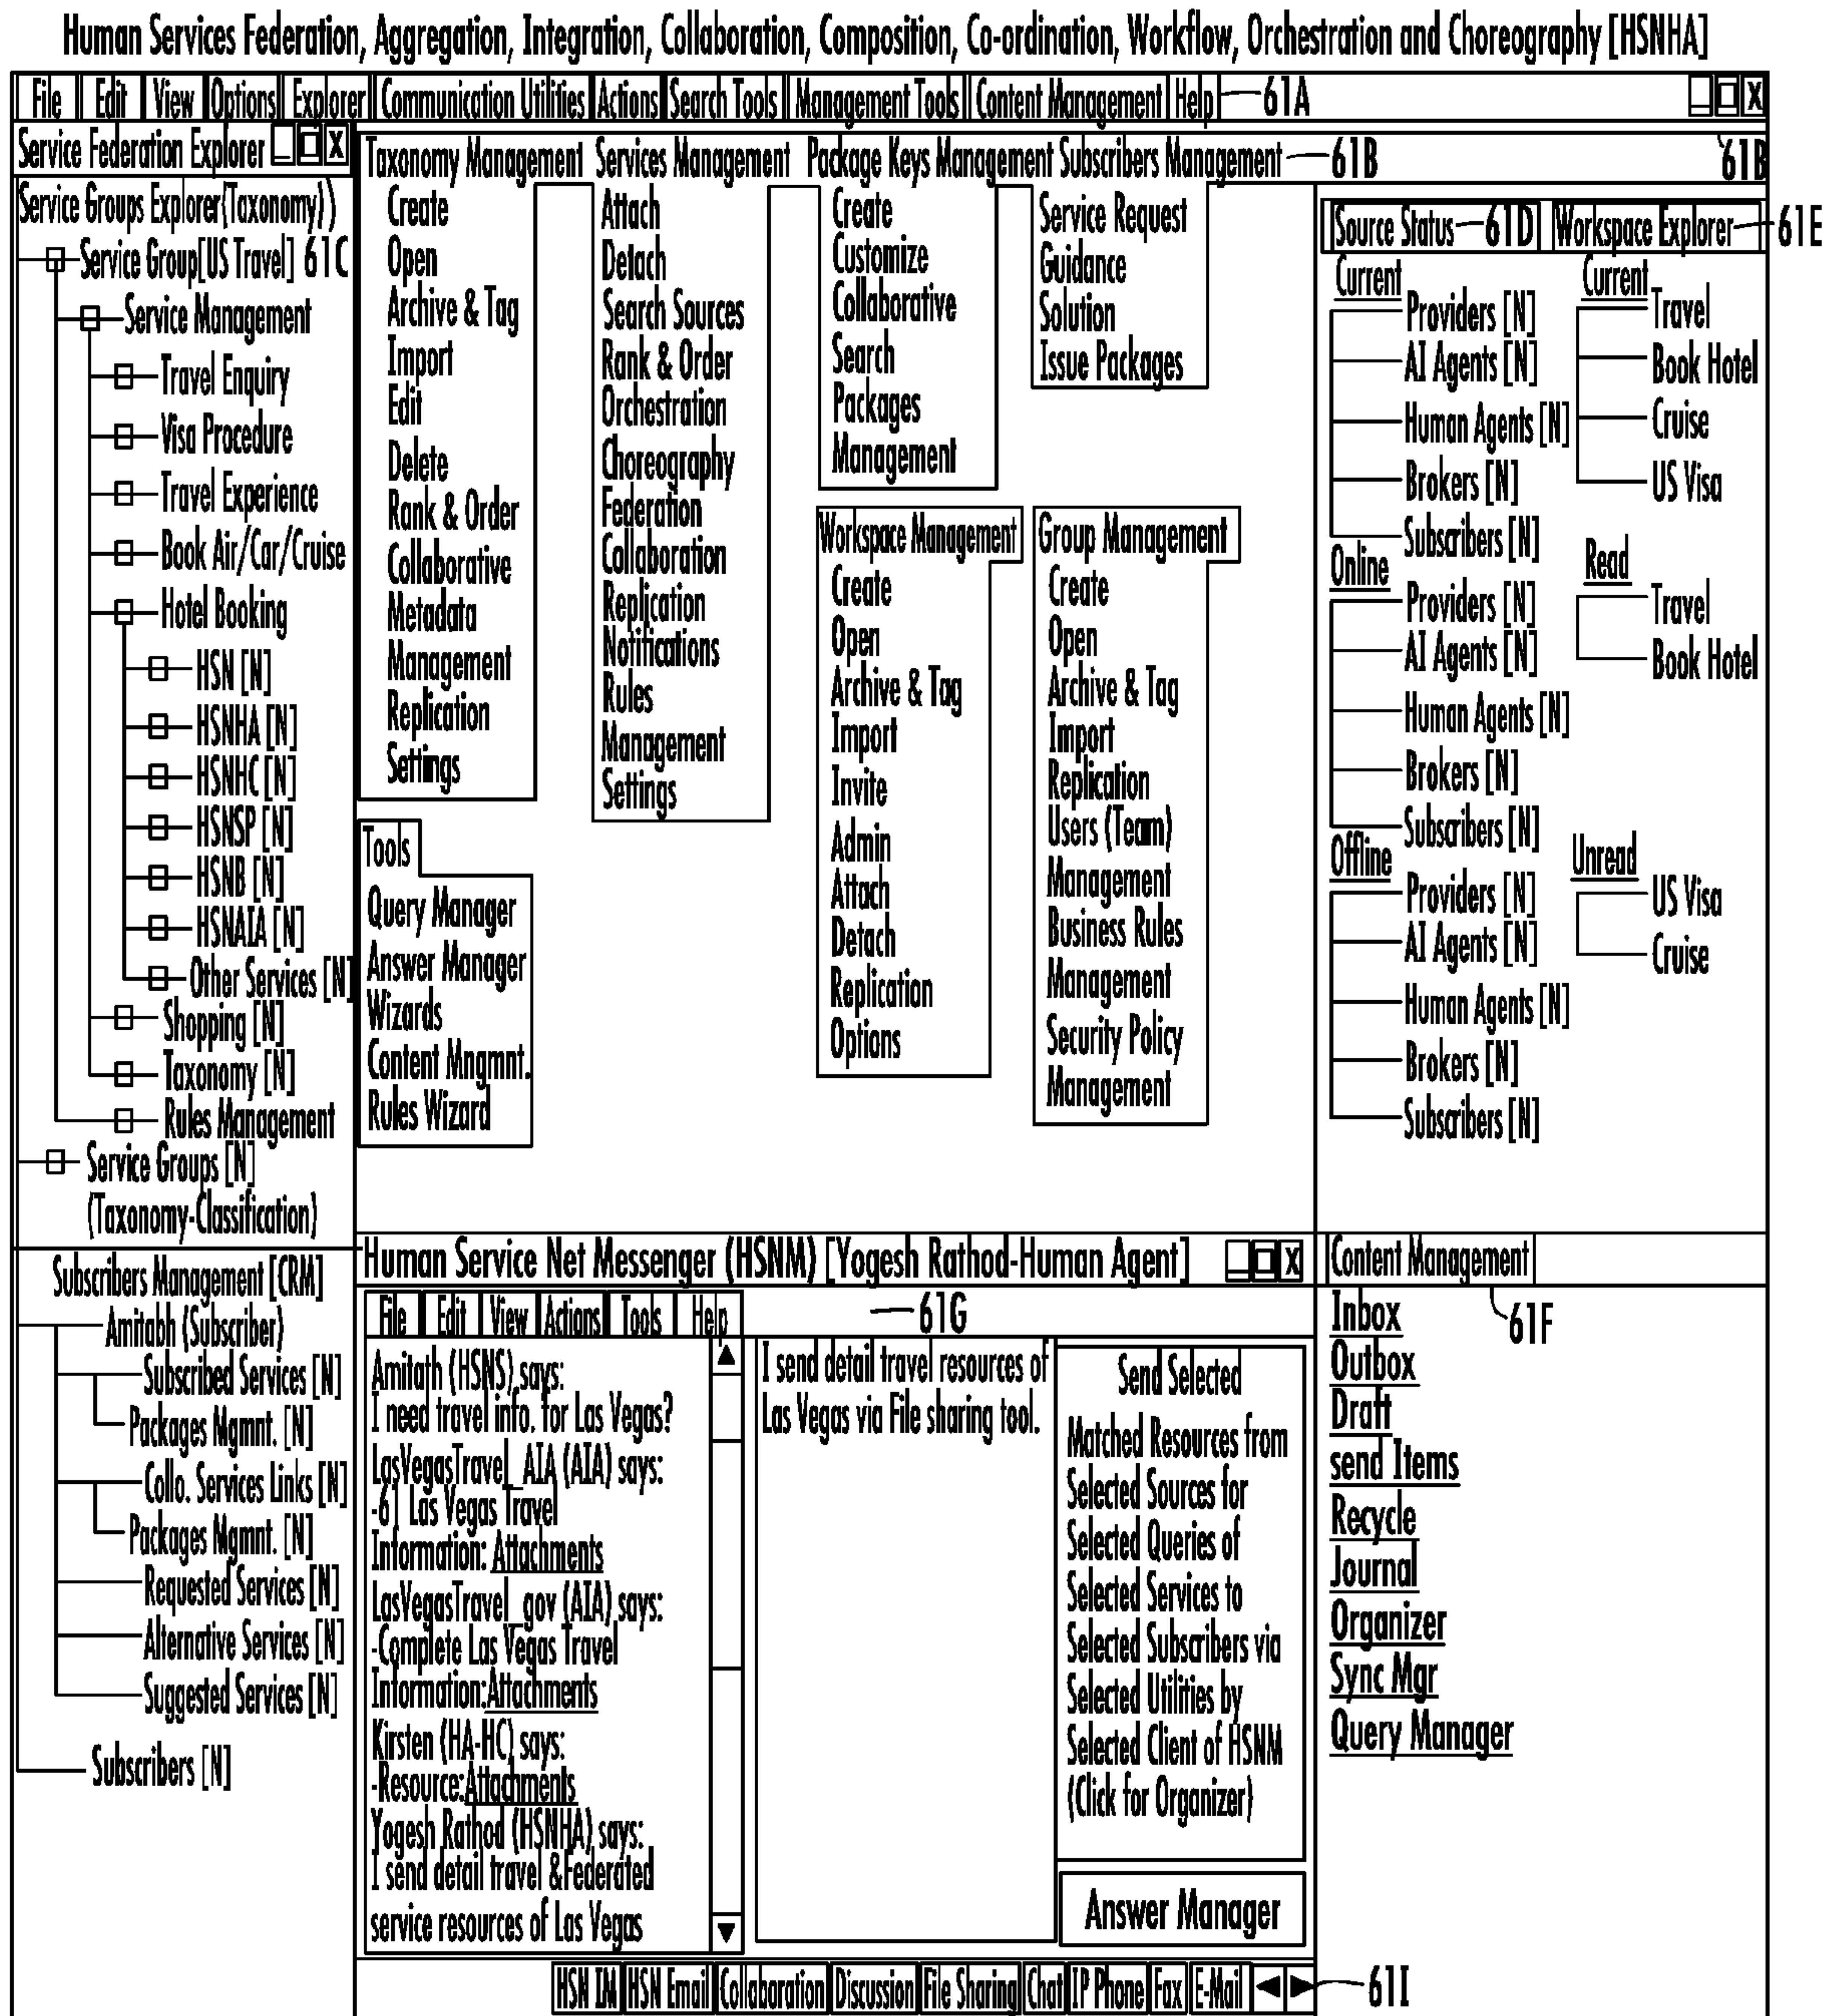 Human Services Federation, Aggregation, Integration, Collaboration, Composition, Co-ordination, Workflow, Orchestration and Choreography [HSNHA]
File Edit View Options Explorer Communication Utilities Actions Search Tools Management Tools Content Management Help 61A X
Service Federation Explorer X
Service Groups Explorer(Taxonomy))
Service Group[US Travel] 61C
Service Management
Travel Enquiry
Visa Procedure
Travel Experience
Book Air/Car/Cruise
Hotel Booking
HSN [N]
HSNHA [N]
HSNHC [N]
HSNSP [N]
HSNB [N]
HSNAIA [N]
Other Services [N]
Shopping [N]
Taxonomy [N]
Rules Management
Service Groups [N]
(Taxonomy-Classification)
Subscribers Management [CRM]
Amitabh (Subscriber)
Subscribed Services [N]
Packages Mgmnt. [N]
Collo. Services Links [N]
Packages Mgmnt. [N]
Requested Services [N]
Alternative Services [N]
Suggested Services [N]
Subscribers [N]
Taxonomy Management Services Management Package Keys Management Subscribers Management 61B 61B
Create
Open
Archive & Tag
Import
Edit
Delete
Rank & Order
Collaborative
Metadata
Management
Replication
Settings
Attach
Detach
Search Sources
Rank & Order
Orchestration
Choreography
Federation
Collaboration
Replication
Notifications
Rules
Management
Settings
Create
Customize
Collaborative
Search
Packages
Management
Service Request
Guidance
Solution
Issue Packages
Tools
Query Manager
Answer Manager
Wizards
Content Mngmnt.
Rules Wizard
Workspace Management
Create
Open
Archive & Tag
Import
Invite
Admin
Attach
Detach
Replication
Options
Group Management
Create
Open
Archive & Tag
Import
Replication
Users (Team)
Management
Business Rules
Management
Security Policy
Management
Source Status 61D
Current
Providers [N]
AI Agents [N]
Human Agents [N]
Brokers [N]
Subscribers [N]
Online
Providers [N]
AI Agents [N]
Human Agents [N]
Brokers [N]
Subscribers [N]
Offline
Providers [N]
AI Agents [N]
Human Agents [N]
Brokers [N]
Subscribers [N]
Workspace Explorer 61E
Current
Travel
Book Hotel
Cruise
US Visa
Read
Travel
Book Hotel
Unread
US Visa
Cruise
Human Service Net Messenger (HSNM) [Yogesh Rathod-Human Agent] X
File Edit View Actions Tools Help 61G
Amitath (HSNS) says:
I need travel info. for Las Vegas?
LasVegasTravel_AIA (AIA) says:
-61 Las Vegas Travel
Information: Attachments
LasVegasTravel_gov (AIA) says:
-Complete Las Vegas Travel
Information:Attachments
Kirsten (HA-HC) says:
-Resource:Attachments
Yogesh Rathod (HSNHA) says:
I send detail travel &Federated
service resources of Las Vegas
I send detail travel resources of
Las Vegas via File sharing tool.
Send Selected
Matched Resources from
Selected Sources for
Selected Queries of
Selected Services to
Selected Subscribers via
Selected Utilities by
Selected Client of HSNM
(Click for Organizer)
Answer Manager
HSN IM HSN Email Collaboration Discussion File Sharing Chat IP Phone Fax E-Mail 61I
Content Management
61F
Inbox
Outbox
Draft
send Items
Recycle
Journal
Organizer
Sync Mgr
Query Manager